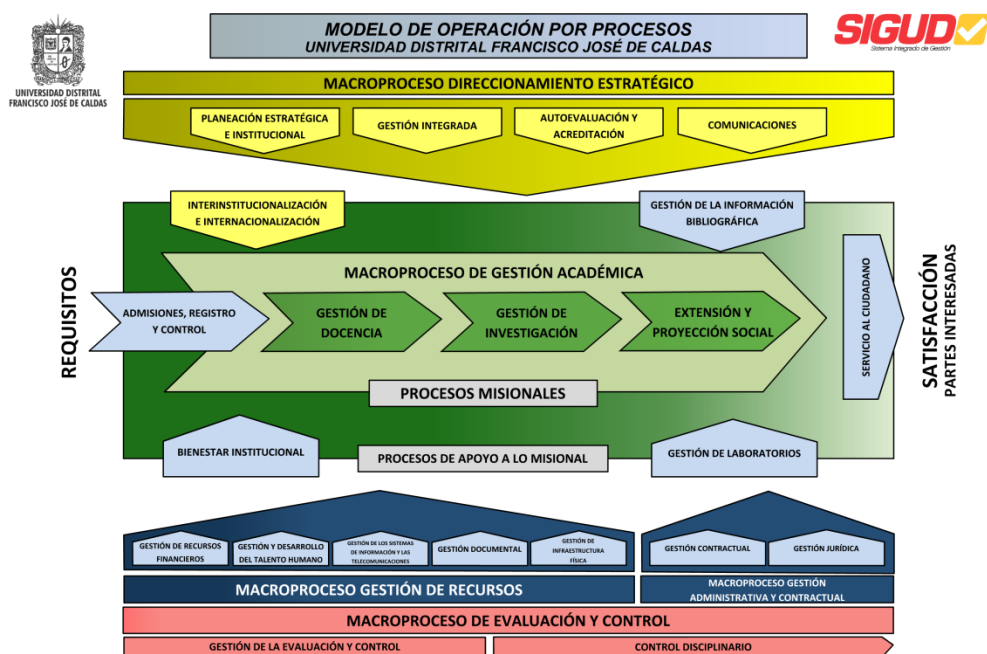 MODELO DE OPERACIÓN POR PROCESOS
UNIVERSIDAD DISTRITAL FRANCISCO JOSÉ DE CALDAS
SIGUD
Sistema Integrado de Gestión
UNIVERSIDAD DISTRITAL
FRANCISCO JOSÉ DE CALDAS
MACROPROCESO DIRECCIONAMIENTO ESTRATÉGICO
PLANEACIÓN ESTRATÉGICA
E INSTITUCIONAL
GESTIÓN INTEGRADA
AUTOEVALUACIÓN Y
ACREDITACIÓN
COMUNICACIONES
INTERINSTITUCIONALIZACIÓN
E INTERNACIONALIZACIÓN
GESTIÓN DE LA INFORMACIÓN
BIBLIOGRÁFICA
REQUISITOS
MACROPROCESO DE GESTIÓN ACADÉMICA
ADMISIONES, REGISTRO
Y CONTROL
GESTIÓN DE
DOCENCIA
GESTIÓN DE
INVESTIGACIÓN
EXTENSIÓN Y
PROYECCIÓN SOCIAL
SERVICIO AL CIUDADANO
SATISFACCIÓN
PARTES INTERESADAS
PROCESOS MISIONALES
BIENESTAR INSTITUCIONAL
PROCESOS DE APOYO A LO MISIONAL
GESTIÓN DE LABORATORIOS
GESTIÓN DE RECURSOS
FINANCIEROS
GESTIÓN Y DESARROLLO
DEL TALENTO HUMANO
GESTIÓN DE LOS SISTEMAS
DE INFORMACIÓN Y LAS
TELECOMUNICACIONES
GESTIÓN DOCUMENTAL
GESTIÓN DE
INFRAESTRUCTURA
FÍSICA
GESTIÓN CONTRACTUAL
GESTIÓN JURÍDICA
MACROPROCESO GESTIÓN DE RECURSOS
MACROPROCESO GESTIÓN
ADMINISTRATIVA Y CONTRACTUAL
MACROPROCESO DE EVALUACIÓN Y CONTROL
GESTIÓN DE LA EVALUACIÓN Y CONTROL
CONTROL DISCIPLINARIO